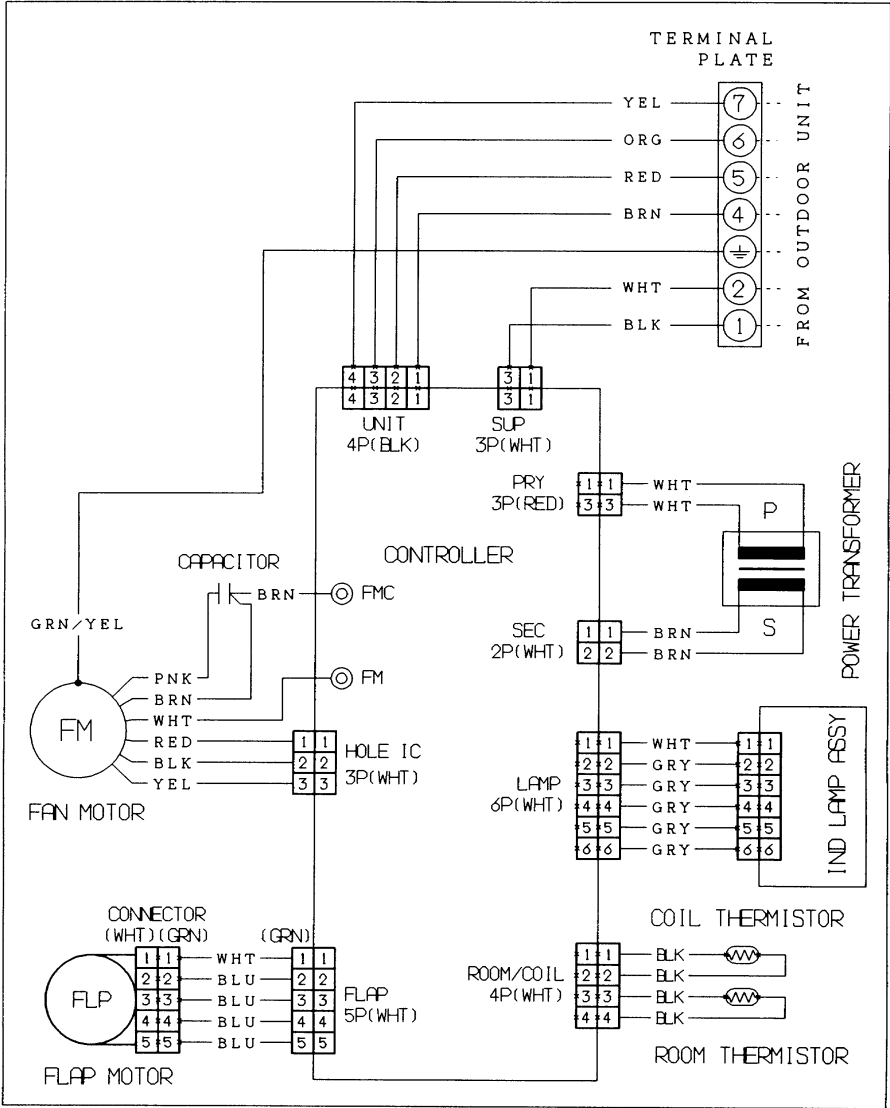 TERMINAL
PLATE
YEL 7
ORG 6
RED 5
BRN 4
WHT 2
BLK 1
FROM OUTDOOR UNIT
4 3 2 1
4 3 2 1
UNIT
4P(BLK)
3 1
3 1
SUP
3P(WHT)
PRY
3P(RED)
1 1 WHT
3 3 WHT
P
S
POWER TRANSFORMER
CONTROLLER
CAPACITOR
BRN FMC
GRN/YEL
SEC
2P(WHT)
1 1 BRN
2 2 BRN
FM
FM
PNK
BRN
WHT
RED 1 1
BLK 2 2
YEL 3 3
HOLE IC
3P(WHT)
FAN MOTOR
LAMP
6P(WHT)
1 1 WHT 1 1
2 2 GRY 2 2
3 3 GRY 3 3
4 4 GRY 4 4
5 5 GRY 5 5
6 6 GRY 6 6
IND LAMP ASSY
CONNECTOR
(WHT)(GRN) (GRN)
FLP
1 1 WHT 1 1
2 2 BLU 2 2
3 3 BLU 3 3
4 4 BLU 4 4
5 5 BLU 5 5
FLAP
5P(WHT)
FLAP MOTOR
COIL THERMISTOR
ROOM/COIL
4P(WHT)
1 1 BLK
2 2 BLK
3 3 BLK
4 4 BLK
ROOM THERMISTOR